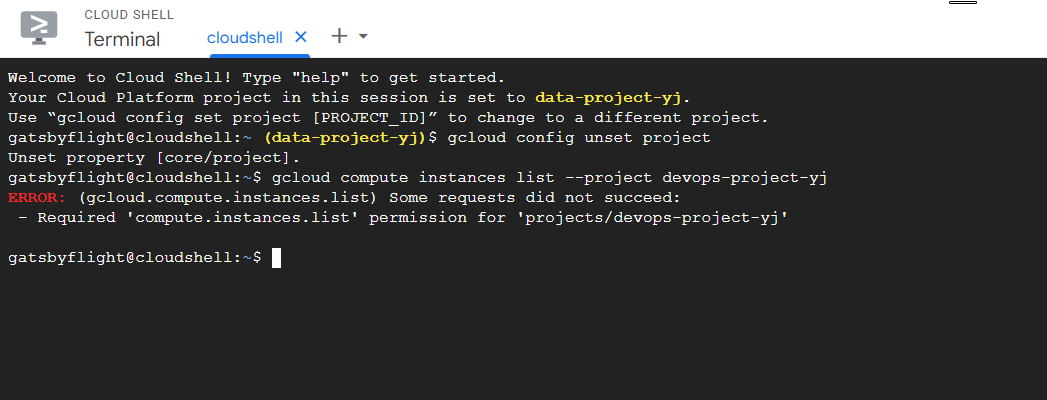 CLOUD SHELL
Terminal
cloudshell
Welcome to Cloud Shell! Type "help" to get started.
Your Cloud Platform project in this session is set to data-project-yj.
Use “gcloud config set project [PROJECT_ID]” to change to a different project.
gatsbyflight@cloudshell:~ (data-project-yj)$ gcloud config unset project
Unset property [core/project].
gatsbyflight@cloudshell:~$ gcloud compute instances list --project devops-project-yj
ERROR: (gcloud.compute.instances.list) Some requests did not succeed:
 - Required 'compute.instances.list' permission for 'projects/devops-project-yj'
gatsbyflight@cloudshell:~$